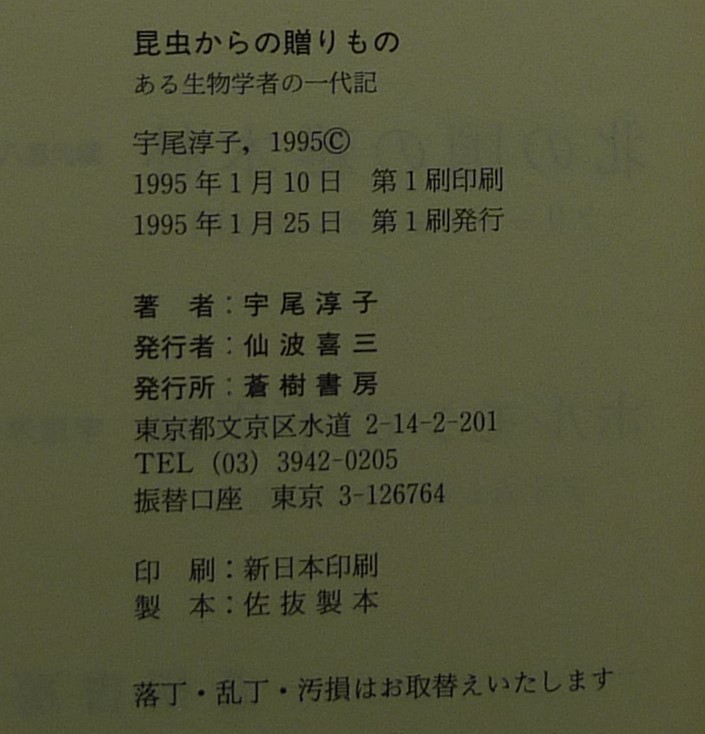 昆虫からの贈りもの
ある生物学者の一代記
宇尾淳子, 1995©
1995年1月10日　第1刷印刷
1995年1月25日　第1刷発行
著　者：宇尾淳子
発行者：仙波喜三
発行所：蒼樹書房
東京都文京区水道 2-14-2-201
TEL (03) 3942-0205
振替口座　東京 3-126764
印　刷：新日本印刷
製　本：佐抜製本
落丁・乱丁・汚損はお取替えいたします